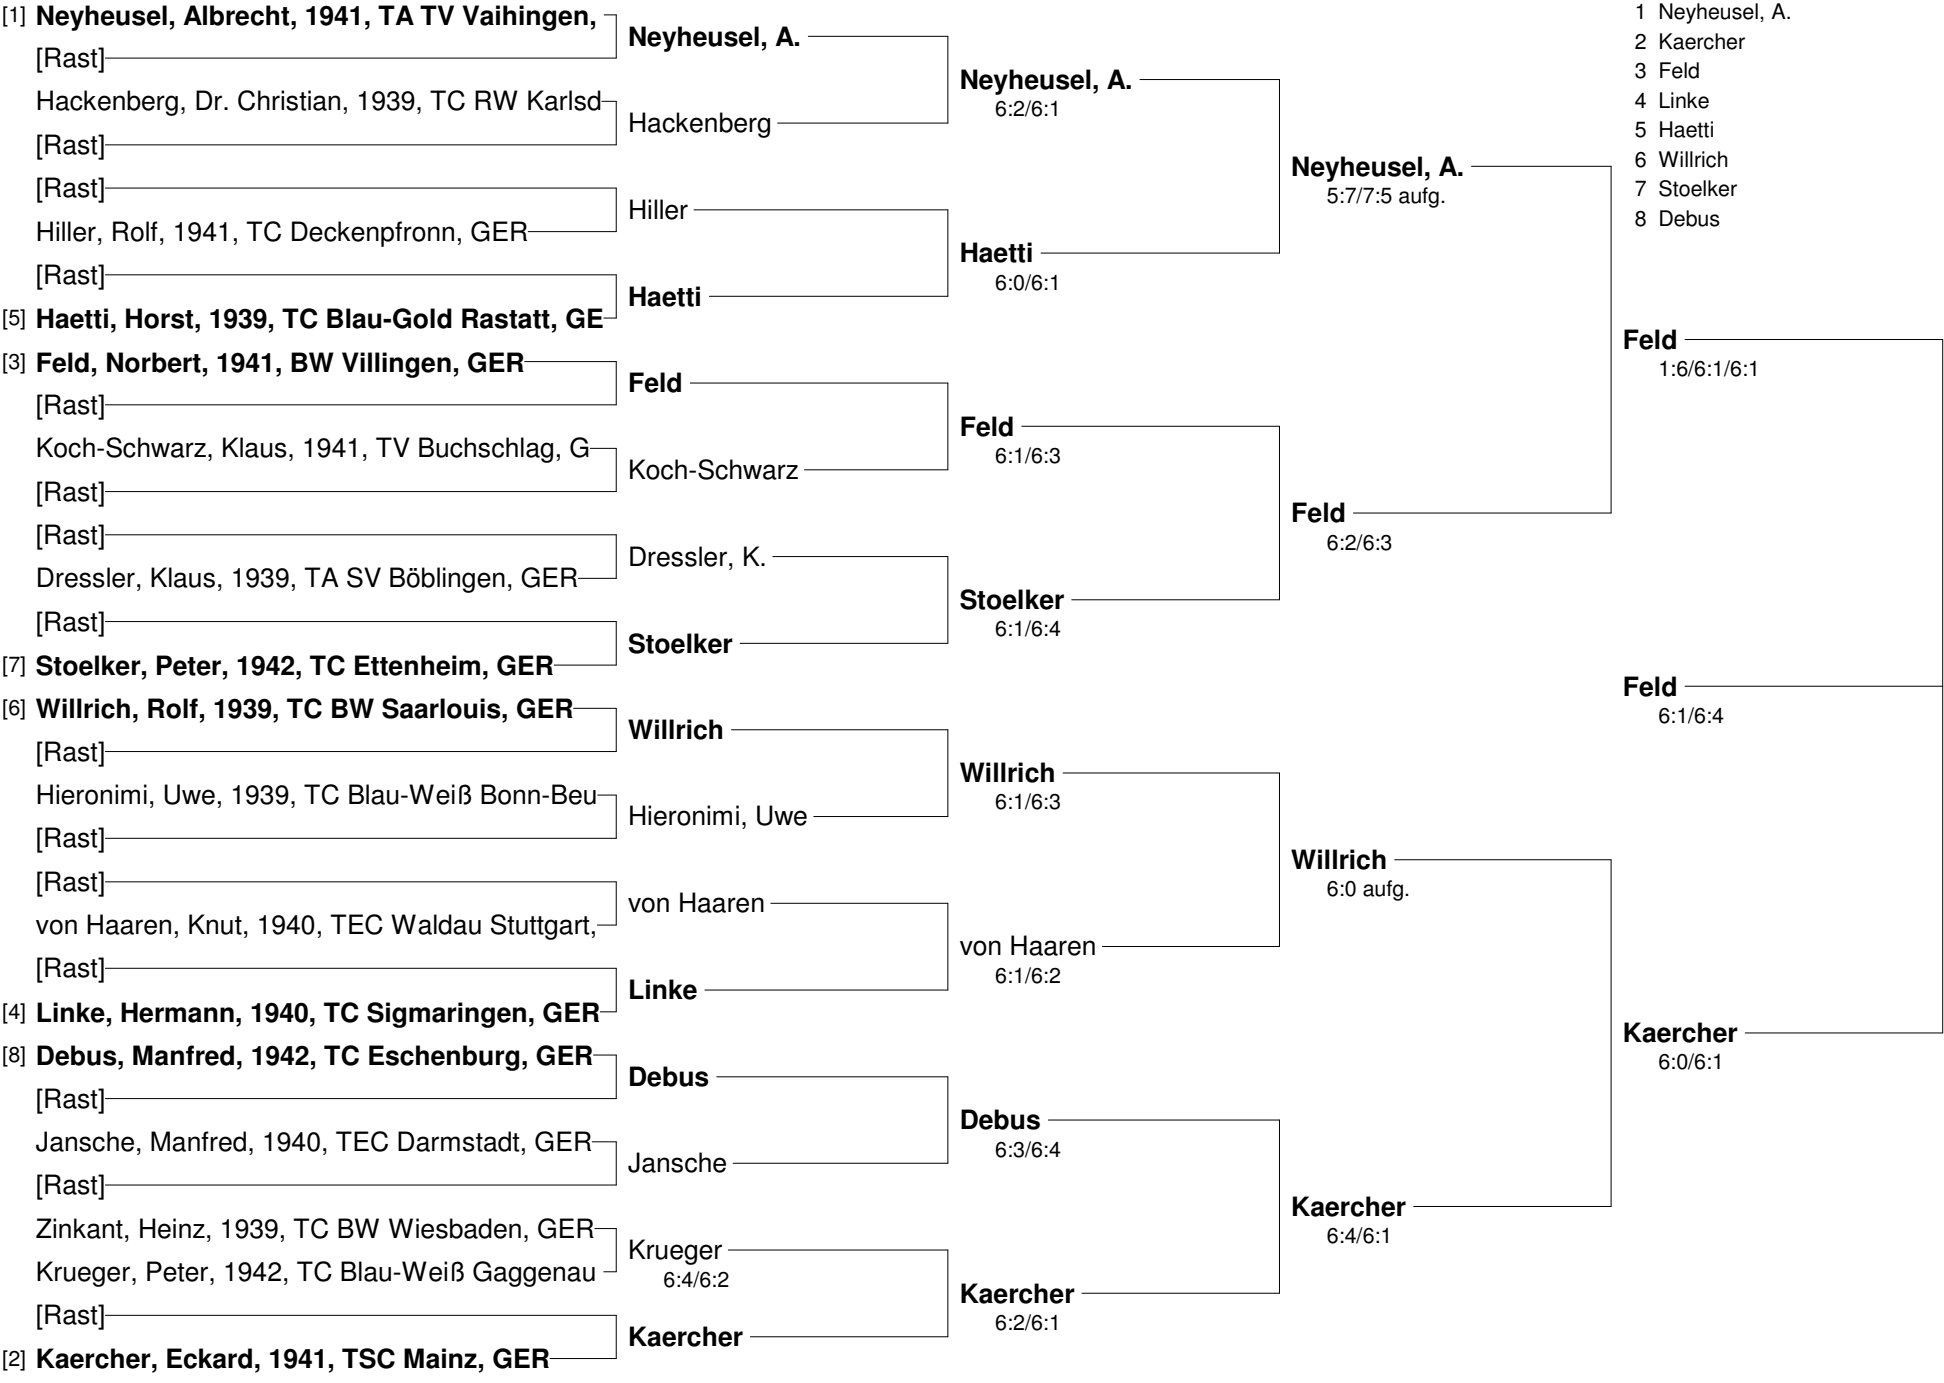 [1] Neyheusel, Albrecht, 1941, TA TV Vaihingen,
[Rast]
Hackenberg, Dr. Christian, 1939, TC RW Karlsd
[Rast]
[Rast]
Hiller, Rolf, 1941, TC Deckenpfronn, GER
[Rast]
[5] Haetti, Horst, 1939, TC Blau-Gold Rastatt, GE
[3] Feld, Norbert, 1941, BW Villingen, GER
[Rast]
Koch-Schwarz, Klaus, 1941, TV Buchschlag, G
[Rast]
[Rast]
Dressler, Klaus, 1939, TA SV Böblingen, GER
[Rast]
[7] Stoelker, Peter, 1942, TC Ettenheim, GER
[6] Willrich, Rolf, 1939, TC BW Saarlouis, GER
[Rast]
Hieronimi, Uwe, 1939, TC Blau-Weiß Bonn-Beu
[Rast]
[Rast]
von Haaren, Knut, 1940, TEC Waldau Stuttgart,
[Rast]
[4] Linke, Hermann, 1940, TC Sigmaringen, GER
[8] Debus, Manfred, 1942, TC Eschenburg, GER
[Rast]
Jansche, Manfred, 1940, TEC Darmstadt, GER
[Rast]
Zinkant, Heinz, 1939, TC BW Wiesbaden, GER
Krueger, Peter, 1942, TC Blau-Weiß Gaggenau
[Rast]
[2] Kaercher, Eckard, 1941, TSC Mainz, GER
Neyheusel, A.
Hackenberg
Hiller
Haetti
Feld
Koch-Schwarz
Dressler, K.
Stoelker
Willrich
Hieronimi, Uwe
von Haaren
Linke
Debus
Jansche
Krueger
6:4/6:2
Kaercher
Neyheusel, A.
6:2/6:1
Haetti
6:0/6:1
Feld
6:1/6:3
Stoelker
6:1/6:4
Willrich
6:1/6:3
von Haaren
6:1/6:2
Debus
6:3/6:4
Kaercher
6:2/6:1
Neyheusel, A.
5:7/7:5 aufg.
Feld
6:2/6:3
Willrich
6:0 aufg.
Kaercher
6:4/6:1
Feld
1:6/6:1/6:1
Feld
6:1/6:4
Kaercher
6:0/6:1
1 Neyheusel, A.
2 Kaercher
3 Feld
4 Linke
5 Haetti
6 Willrich
7 Stoelker
8 Debus